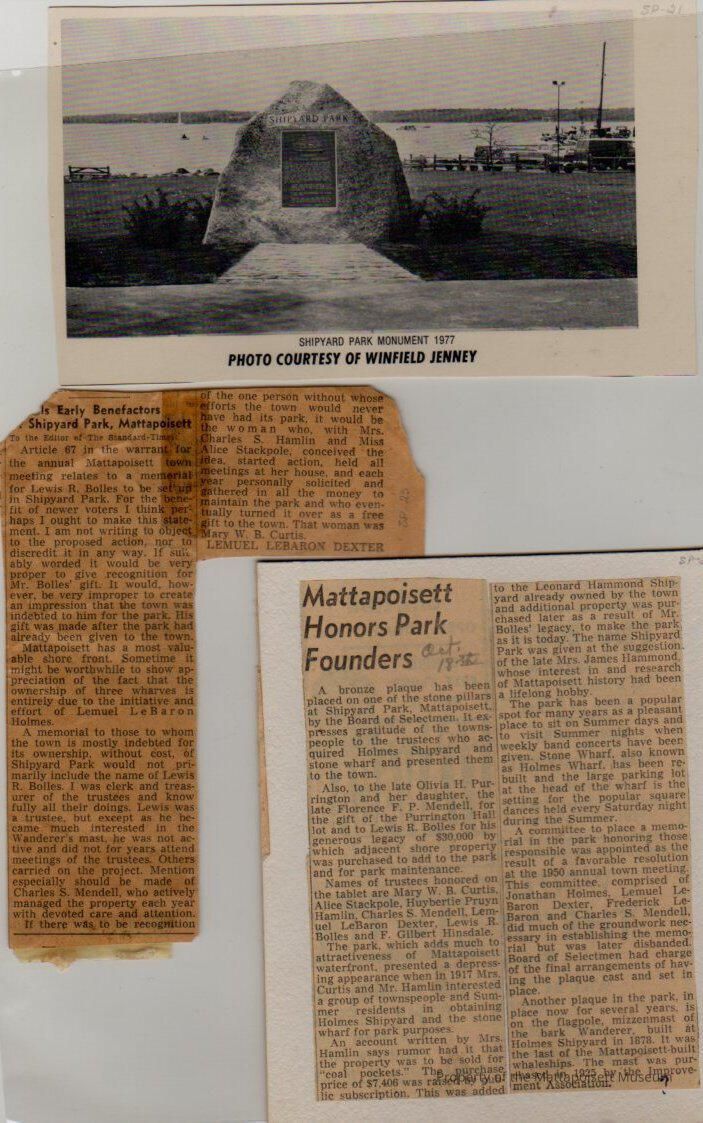 SP-21
SHIPYARD PARK
SHIPYARD PARK MONUMENT 1977
PHOTO COURTESY OF WINFIELD JENNEY
ls Early Benefactors
Shipyard Park, Mattapoisett
To the Editor of The Standard-Times:
Article 67 in the warrant for
the annual Mattapoisett town
meeting relates to a memorial
for Lewis R. Bolles to be set up
in Shipyard Park. For the bene-
fit of newer voters I think per-
haps I ought to make this state-
ment. I am not writing to object
to the proposed action, nor to
discredit it in any way. If suit-
ably worded it would be very
proper to give recognition for
Mr. Bolles' gift. It would, how-
ever, be very improper to create
an impression that the town was
indebted to him for the park. His
gift was made after the park had
already been given to the town.
Mattapoisett has a most valu-
able shore front. Sometime it
might be worthwhile to show ap-
preciation of the fact that the
ownership of three wharves is
entirely due to the initiative and
effort of Lemuel LeBaron
Holmes.
A memorial to those to whom
the town is mostly indebted for
its ownership, without cost, of
Shipyard Park would not pri-
marily include the name of Lewis
R. Bolles. I was clerk and treas-
urer of the trustees and know
fully all their doings. Lewis was
a trustee, but except as he be-
came much interested in the
Wanderer's mast, he was not ac-
tive and did not for years attend
meetings of the trustees. Others
carried on the project. Mention
especially should be made of
Charles S. Mendell, who actively
managed the property each year
with devoted care and attention.
If there was to be recognition
of the one person without whose
efforts the town would never
have had its park, it would be
the woman who, with Mrs.
Charles S. Hamlin and Miss
Alice Stackpole, conceived the
idea, started action, held all
meetings at her house, and each
year personally solicited and
gathered in all the money to
maintain the park and who even-
tually turned it over as a free
gift to the town. That woman was
Mary W. B. Curtis.
LEMUEL LEBARON DEXTER
Mattapoisett
Honors Park
Founders
Oct.
18th
A bronze plaque has been
placed on one of the stone pillars
at Shipyard Park, Mattapoisett,
by the Board of Selectmen. It ex-
presses gratitude of the towns-
people to the trustees who ac-
quired Holmes Shipyard and
stone wharf and presented them
to the town.
Also, to the late Olivia H. Pur-
rington and her daughter, the
late Florence F. P. Mendell, for
the gift of the Purrington Hall
lot and to Lewis R. Bolles for his
generous legacy of $30,000 by
which adjacent shore property
was purchased to add to the park
and for park maintenance.
Names of trustees honored on
the tablet are Mary W. B. Curtis,
Alice Stackpole, Huybertie Pruyn
Hamlin, Charles S. Mendell, Lem-
uel LeBaron Dexter, Lewis R.
Bolles and F. Gilbert Hinsdale.
The park, which adds much to
attractiveness of Mattapoisett
waterfront, presented a depress-
ing appearance when in 1917 Mrs.
Curtis and Mr. Hamlin interested
a group of townspeople and Sum-
mer residents in obtaining
Holmes Shipyard and the stone
wharf for park purposes.
An account written by Mrs.
Hamlin says rumor had it that
the property was to be sold for
"coal pockets." The purchase
price of $7,406 was raised by pub-
lic subscription. This was added
to the Leonard Hammond Ship-
yard already owned by the town
and additional property was pur-
chased later as a result of Mr.
Bolles' legacy, to make the park
as it is today. The name Shipyard
Park was given at the suggestion
of the late Mrs. James Hammond,
whose interest in and research
of Mattapoisett history had been
a lifelong hobby.
The park has been a popular
spot for many years as a pleasant
place to sit on Summer days and
to visit Summer nights when
weekly band concerts have been
given. Stone Wharf, also known
as Holmes Wharf, has been re-
built and the large parking lot
at the head of the wharf is the
setting for the popular square
dances held every Saturday night
during the Summer.
A committee to place a memo-
rial in the park honoring those
responsible was appointed as the
result of a favorable resolution
at the 1950 annual town meeting.
This committee, comprised of
Jonathan Holmes, Lemuel Le-
Baron Dexter, Frederick Le-
Baron and Charles S. Mendell,
did much of the groundwork nec-
essary in establishing the memo-
rial but was later disbanded.
Board of Selectmen had charge
of the final arrangements of hav-
ing the plaque cast and set in
place.
Another plaque in the park, in
place now for several years, is
on the flagpole, mizzenmast of
the bark Wanderer, built at
Holmes Shipyard in 1878. It was
the last of the Mattapoisett-built
whaleships. The mast was pur-
chased in 1925 by the Improve-
ment Association.
Property of the Mattapoisett Museum